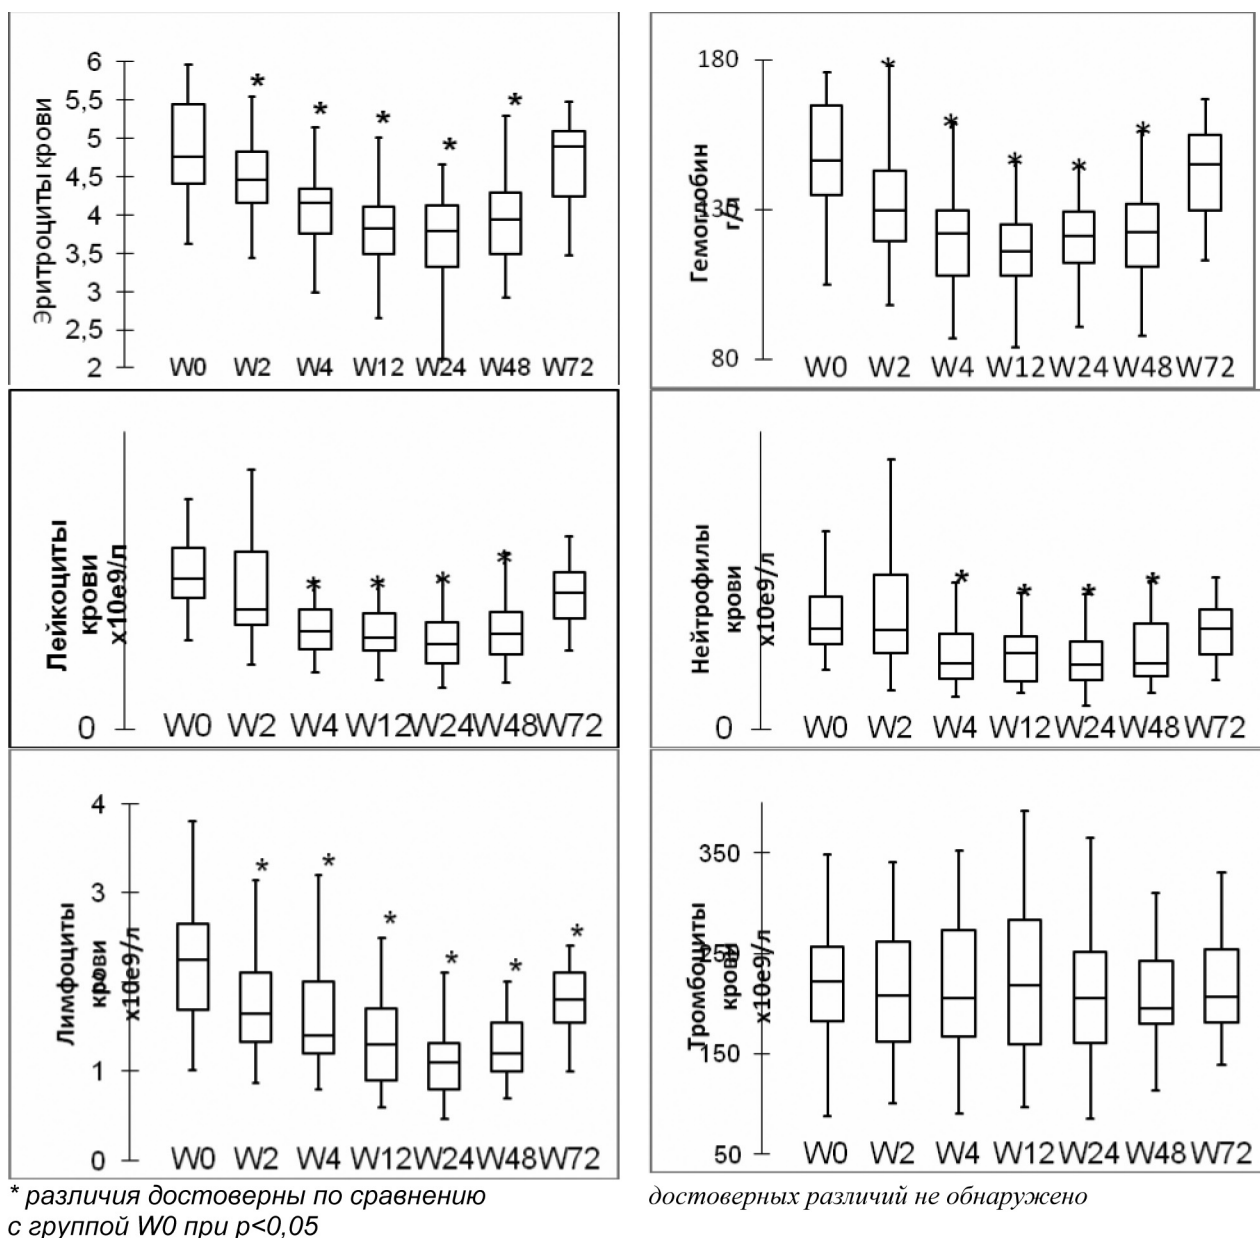 Эритроциты крови
6
5,5
5
4,5
4
3,5
3
2,5
2
* * * * *
W0 W2 W4 W12 W24 W48 W72
Гемоглобин
г/
180
130
80
* * * * * *
W0 W2 W4 W12 W24 W48 W72
Лейкоциты
крови
x10e9/л
0
* * * *
W0 W2 W4 W12 W24 W48 W72
Нейтрофилы
крови
x10e9/л
0
* * * * *
W0 W2 W4 W12 W24 W48 W72
Лимфоциты
крови
x10e9/л
4
3
1
0
* * * * * *
W0 W2 W4 W12 W24 W48 W72
Тромбоциты
крови
x10e9/л
350
250
150
50
W0 W2 W4 W12 W24 W48 W72
* различия достоверны по сравнению
с группой W0 при p<0,05
достоверных различий не обнаружено